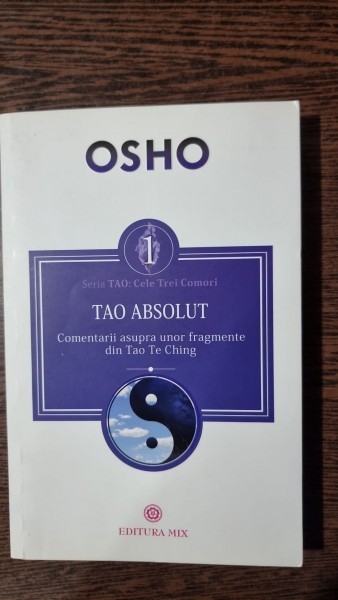 OSHO
1
Seria TAO: Cele Trei Comori
TAO ABSOLUT
Comentarii asupra unor fragmente
din Tao Te Ching
EDITURA MIX